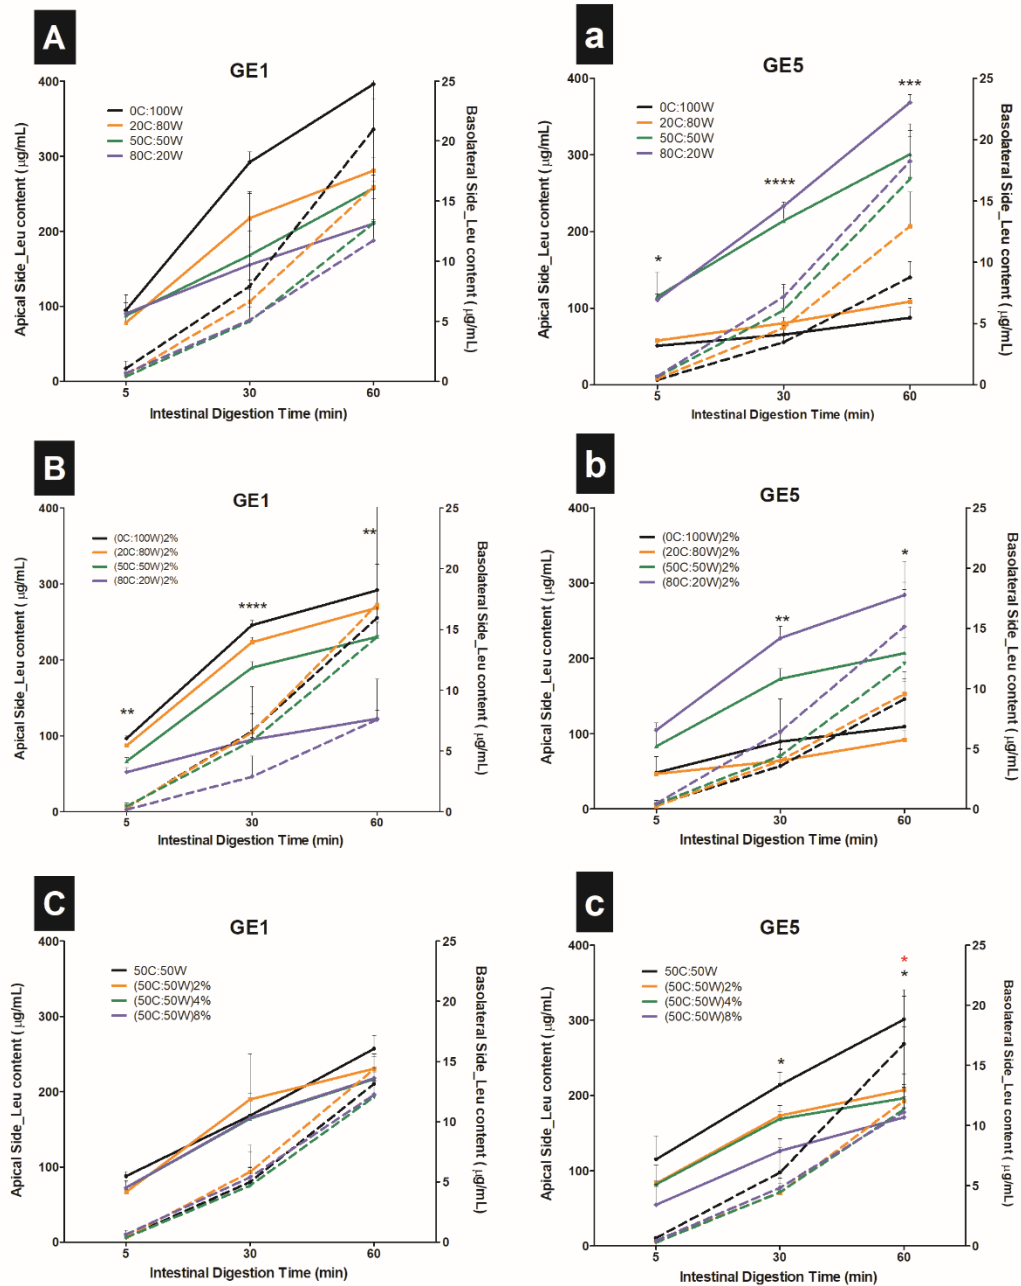 A
GE1
0C:100W
20C:80W
50C:50W
80C:20W
400
300
200
100
0
25
20
15
10
5
0
Apical Side_Leu content ( μg/mL)
Basolateral Side_Leu content ( μg/mL)
5 30 60
Intestinal Digestion Time (min)
a
GE5
0C:100W
20C:80W
50C:50W
80C:20W
*
****
***
400
300
200
100
0
25
20
15
10
5
0
Apical Side_Leu content ( μg/mL)
Basolateral Side_Leu content ( μg/mL)
5 30 60
Intestinal Digestion Time (min)
B
GE1
(0C:100W)2%
(20C:80W)2%
(50C:50W)2%
(80C:20W)2%
**
****
**
400
300
200
100
0
25
20
15
10
5
0
Apical Side_Leu content ( μg/mL)
Basolateral Side_Leu content ( μg/mL)
5 30 60
Intestinal Digestion Time (min)
b
GE5
(0C:100W)2%
(20C:80W)2%
(50C:50W)2%
(80C:20W)2%
**
*
400
300
200
100
0
25
20
15
10
5
0
Apical Side_Leu content ( μg/mL)
Basolateral Side_Leu content ( μg/mL)
5 30 60
Intestinal Digestion Time (min)
C
GE1
50C:50W
(50C:50W)2%
(50C:50W)4%
(50C:50W)8%
400
300
200
100
0
25
20
15
10
5
0
Apical Side_Leu content ( μg/mL)
Basolateral Side_Leu content ( μg/mL)
5 30 60
Intestinal Digestion Time (min)
c
GE5
50C:50W
(50C:50W)2%
(50C:50W)4%
(50C:50W)8%
*
*
*
400
300
200
100
0
25
20
15
10
5
0
Apical Side_Leu content ( μg/mL)
Basolateral Side_Leu content ( μg/mL)
5 30 60
Intestinal Digestion Time (min)